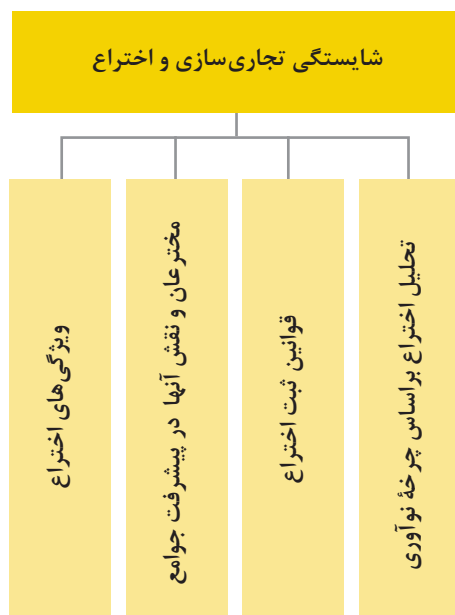 شایستگی تجاری‌سازی و اختراع
تحلیل اختراع براساس چرخهٔ نوآوری
قوانین ثبت اختراع
مخترعان و نقش آنها در پیشرفت جوامع
ویژگی‌های اختراع